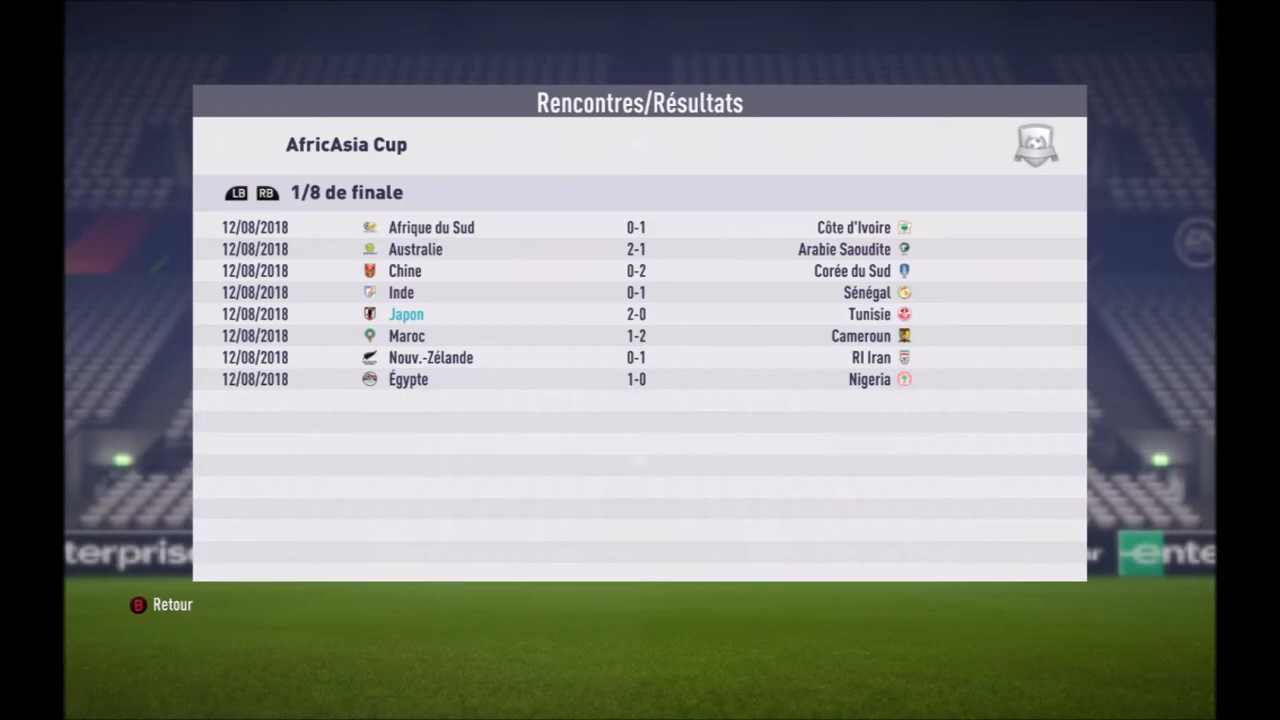 Rencontres/Résultats
AfricAsia Cup
LB RB 1/8 de finale
12/08/2018 Afrique du Sud 0-1 Côte d'Ivoire
12/08/2018 Australie 2-1 Arabie Saoudite
12/08/2018 Chine 0-2 Corée du Sud
12/08/2018 Inde 0-1 Sénégal
12/08/2018 Japon 2-0 Tunisie
12/08/2018 Maroc 1-2 Cameroun
12/08/2018 Nouv.-Zélande 0-1 RI Iran
12/08/2018 Égypte 1-0 Nigeria
terprise
ente
B Retour